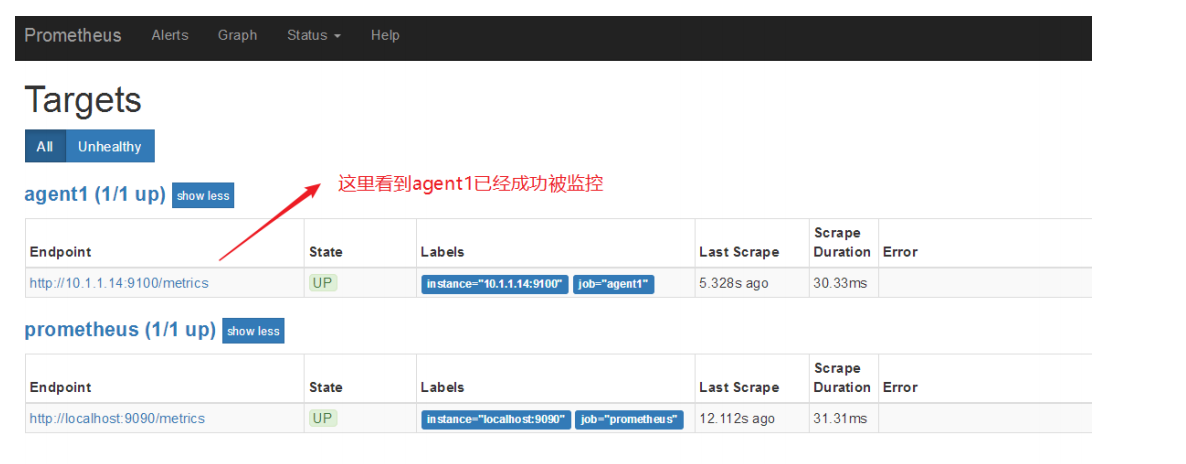 Prometheus Alerts Graph Status Help
Targets
All Unhealthy
这里看到agent1已经成功被监控
agent1 (1/1 up) show less
Endpoint State Labels Last Scrape Scrape Duration Error
http://10.1.1.14:9100/metrics UP instance="10.1.1.14:9100" job="agent1" 5.328s ago 30.33ms
prometheus (1/1 up) show less
Endpoint State Labels Last Scrape Scrape Duration Error
http://localhost:9090/metrics UP instance="localhost:9090" job="prometheus" 12.112s ago 31.31ms